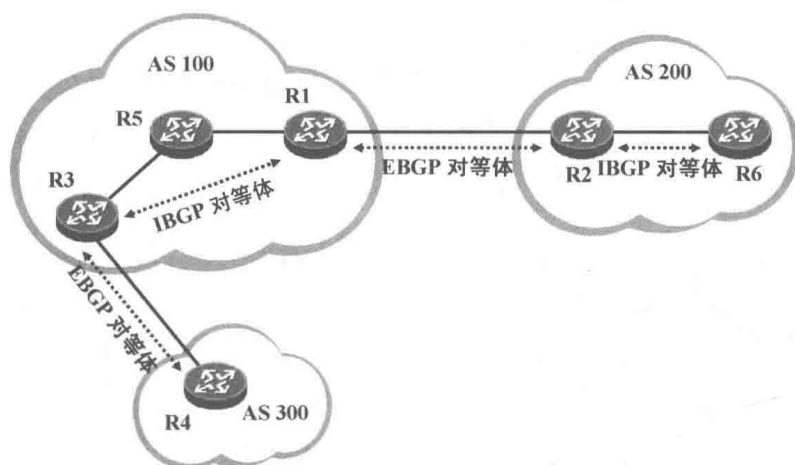 AS 100
R1
R5
R3
IBGP 对等体
EBGP 对等体
AS 200
R2
IBGP 对等体
R6
EBGP 对等体
R4
AS 300